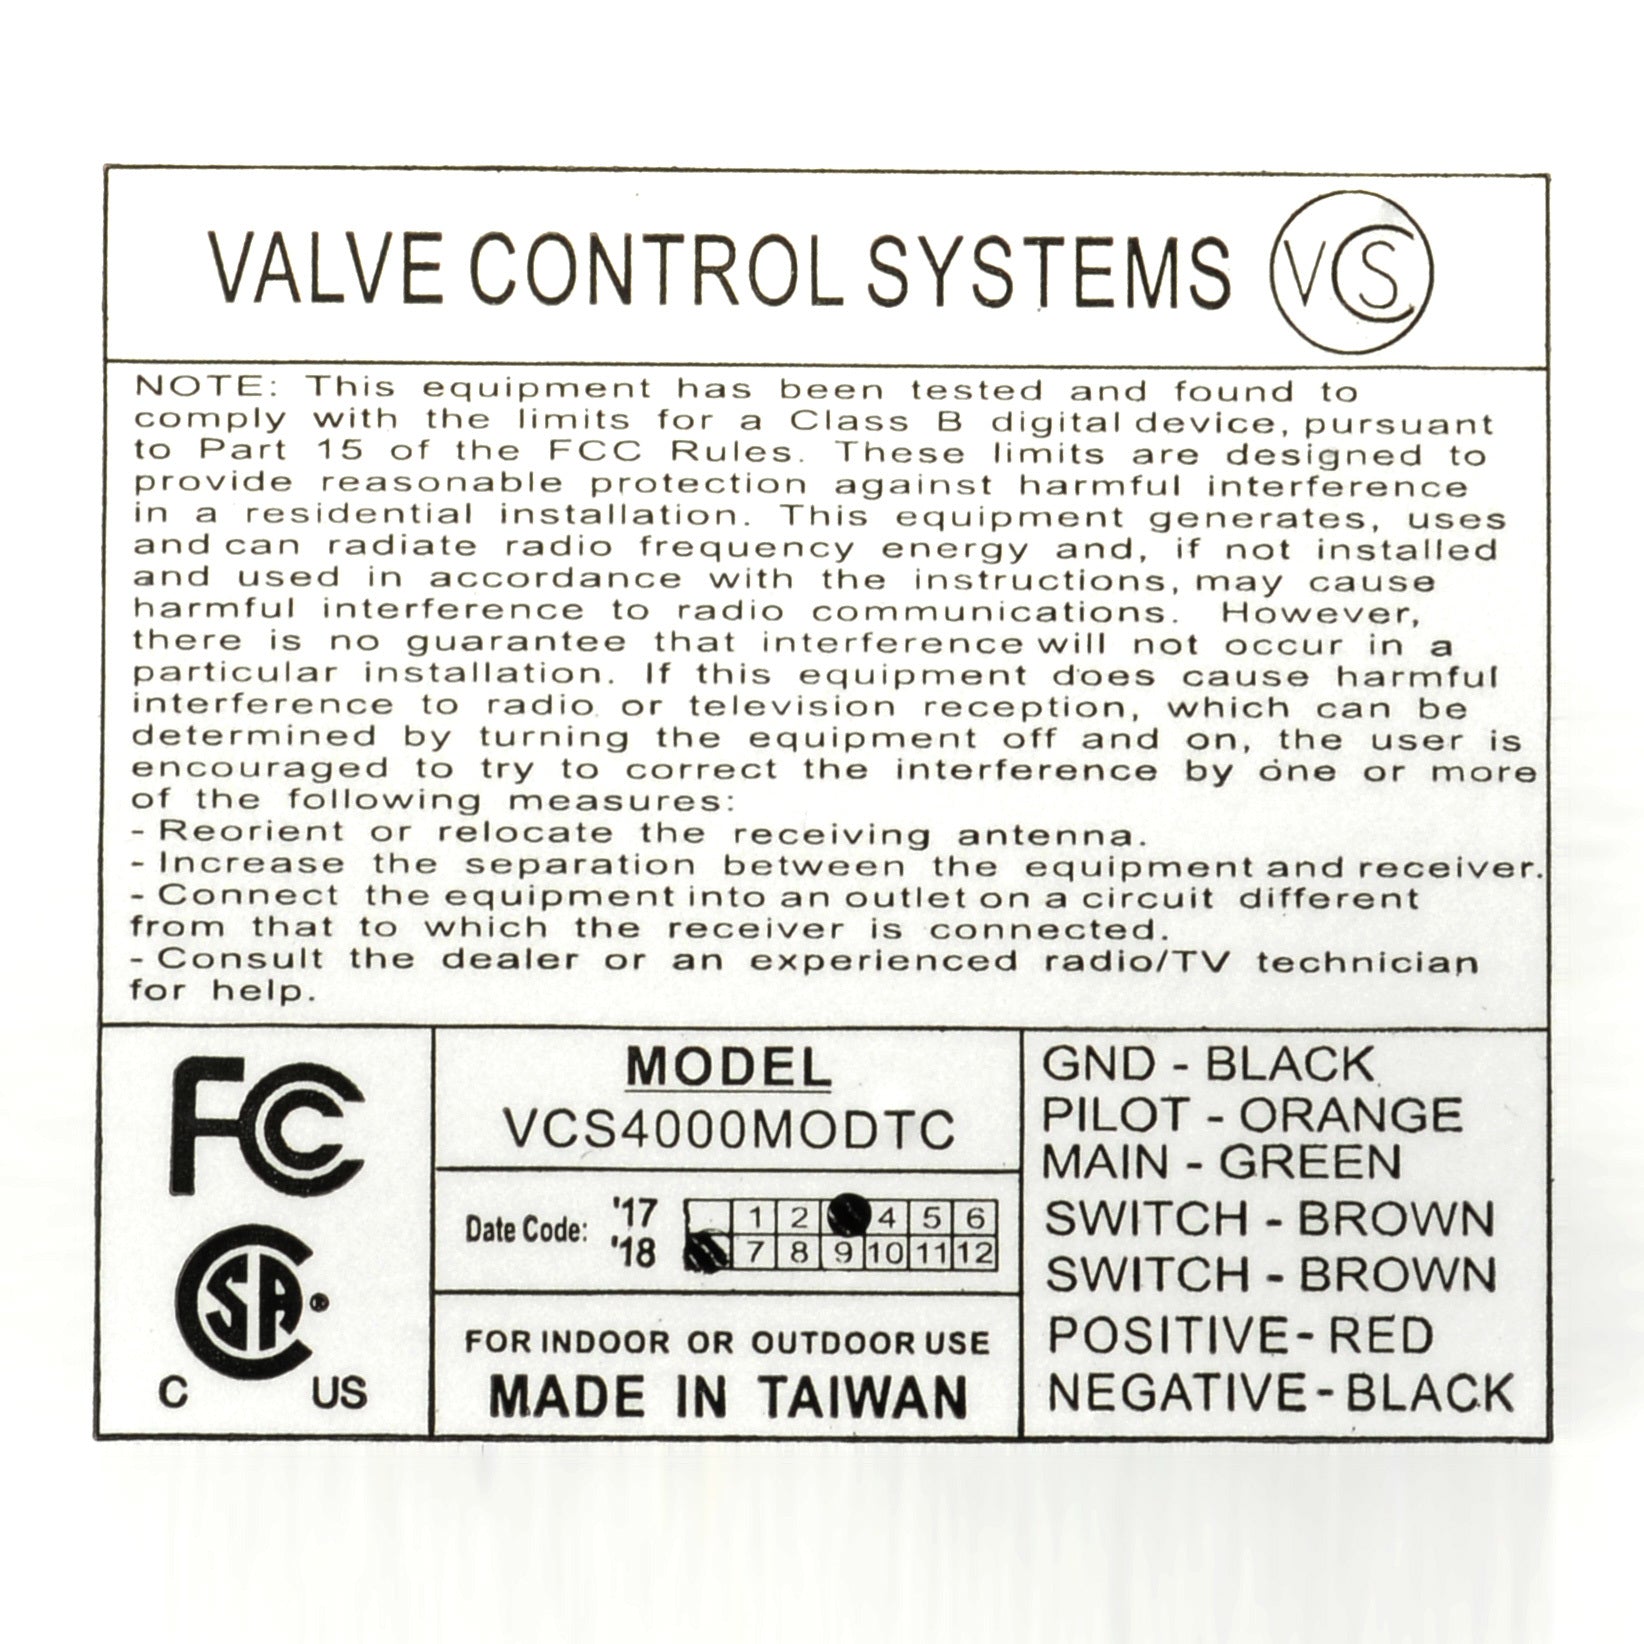 VALVE CONTROL SYSTEMS VCS
NOTE: This equipment has been tested and found to
comply with the limits for a Class B digital device, pursuant
to Part 15 of the FCC Rules. These limits are designed to
provide reasonable protection against harmful interference
in a residential installation. This equipment generates, uses
and can radiate radio frequency energy and, if not installed
and used in accordance with the instructions, may cause
harmful interference to radio communications. However,
there is no guarantee that interference will not occur in a
particular installation. If this equipment does cause harmful
interference to radio or television reception, which can be
determined by turning the equipment off and on, the user is
encouraged to try to correct the interference by one or more
of the following measures:
- Reorient or relocate the receiving antenna.
- Increase the separation between the equipment and receiver.
- Connect the equipment into an outlet on a circuit different
from that to which the receiver is connected.
- Consult the dealer or an experienced radio/TV technician
for help.
FCC
CSA ®
C US
MODEL
VCS4000MODTC
Date Code:
'17 1 2 4 5 6
'18 7 8 9 10 11 12
FOR INDOOR OR OUTDOOR USE
MADE IN TAIWAN
GND - BLACK
PILOT - ORANGE
MAIN - GREEN
SWITCH - BROWN
SWITCH - BROWN
POSITIVE - RED
NEGATIVE - BLACK